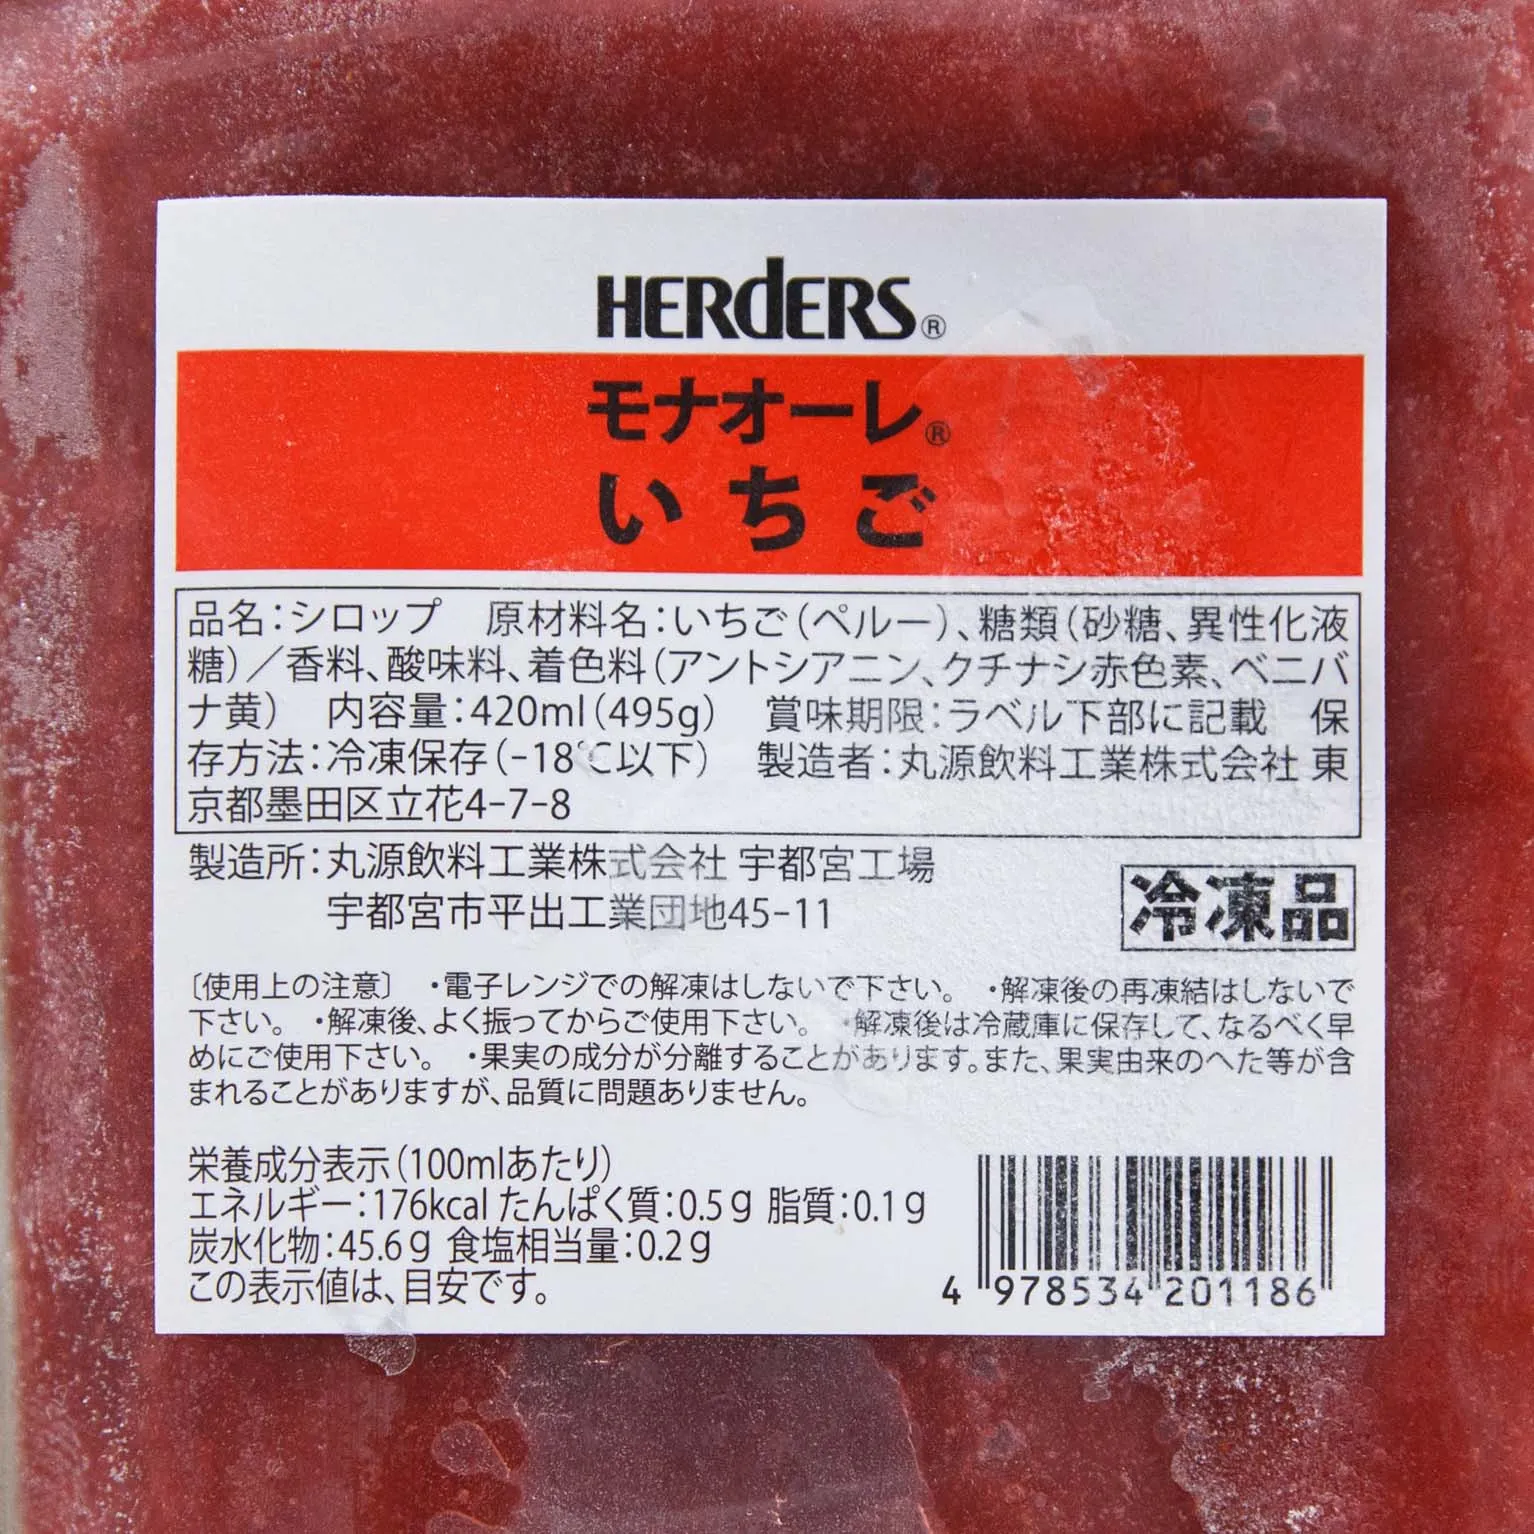 HERdERS®
モナオーレ®
いちご
品名：シロップ　原材料名：いちご（ペルー）、糖類（砂糖、異性化液
糖）／香料、酸味料、着色料（アントシアニン、クチナシ赤色素、ベニバ
ナ黄）　内容量：420ml（495g）　賞味期限：ラベル下部に記載　保
存方法：冷凍保存（-18℃以下）　製造者：丸源飲料工業株式会社 東
京都墨田区立花4-7-8
製造所：丸源飲料工業株式会社 宇都宮工場
宇都宮市平出工業団地45-11
冷凍品
〔使用上の注意〕　・電子レンジでの解凍はしないで下さい。　・解凍後の再凍結はしないで
下さい。　・解凍後、よく振ってからご使用下さい。　・解凍後は冷蔵庫に保存して、なるべく早
めにご使用下さい。　・果実の成分が分離することがあります。また、果実由来のへた等が含
まれることがありますが、品質に問題ありません。
栄養成分表示（100mlあたり）
エネルギー：176kcal たんぱく質：0.5g 脂質：0.1g
炭水化物：45.6g 食塩相当量：0.2g
この表示値は、目安です。
4 978534 201186